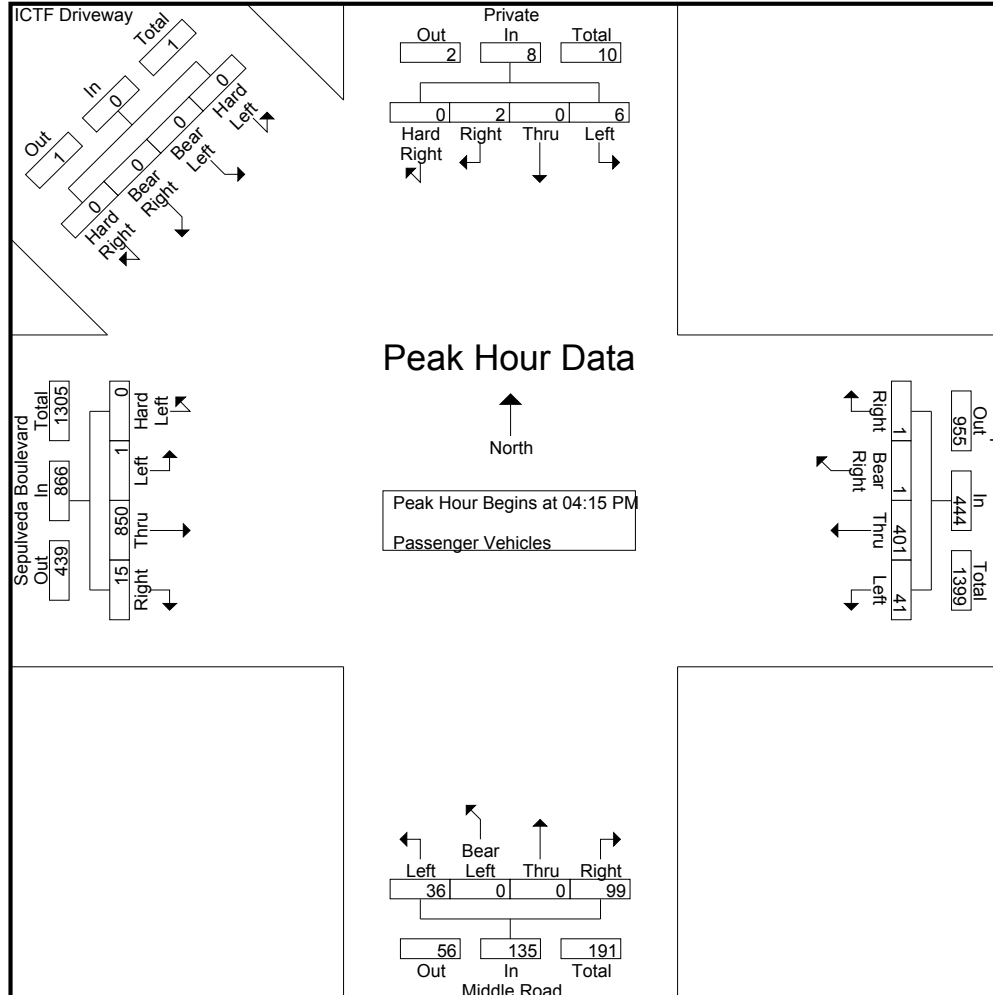 ICTF Driveway
Out In Total
1 0 1
0 0 0 0
Hard Right
Bear Right
Bear Left
Hard Left
Private
Out In Total
2 8 10
0 2 0 6
Hard Right
Right
Thru
Left
Peak Hour Data
North
Peak Hour Begins at 04:15 PM
Passenger Vehicles
Sepulveda Boulevard
Out In Total
439 866 1305
15 850 1 0
Right
Thru
Left
Hard Left
Out In Total
955 444 1399
1 1 401 41
Right
Bear Right
Thru
Left
Left
Bear Left
Thru
Right
36 0 0 99
56 135 191
Out In Total
Middle Road